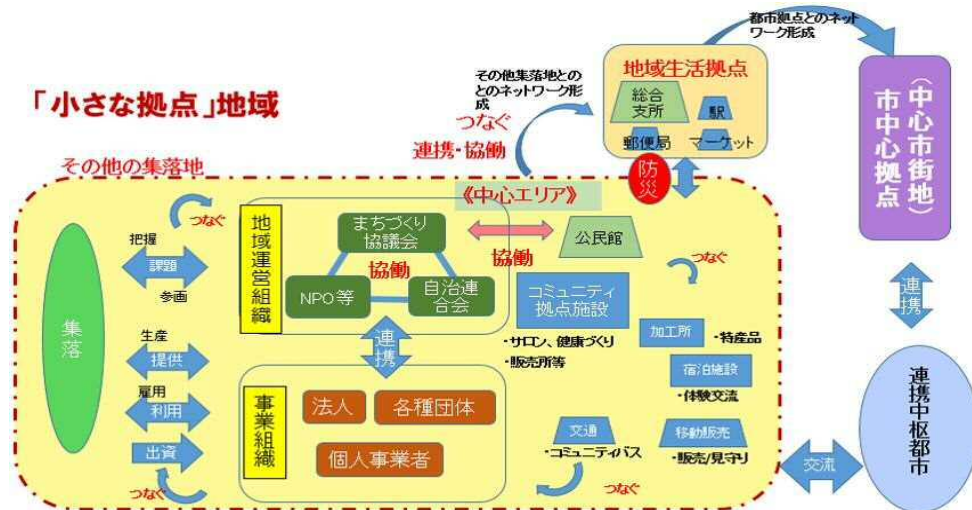 都市拠点とのネット
ワーク形成
「小さな拠点」地域
その他集落地との
とのネットワーク形
成
つなぐ
連携・協働
地域生活拠点
総合
支所
駅
郵便局
マーケット
防災
市中心拠点
(中心市街地)
その他の集落地
《中心エリア》
つなぐ
地域運営組織
まちづくり
協議会
協働
NPO等
自治連
合会
協働
公民館
つなぐ
把握
課題
参画
集落
コミュニティ
拠点施設
・サロン、健康づくり
・販売所等
加工所
・特産品
連携
連携
生産
提供
宿泊施設
・体験交流
雇用
利用
事業組織
法人
各種団体
個人事業者
交通
・コミュニティバス
移動販売
・販売/見守り
連携中枢都市
出資
交流
つなぐ
つなぐ